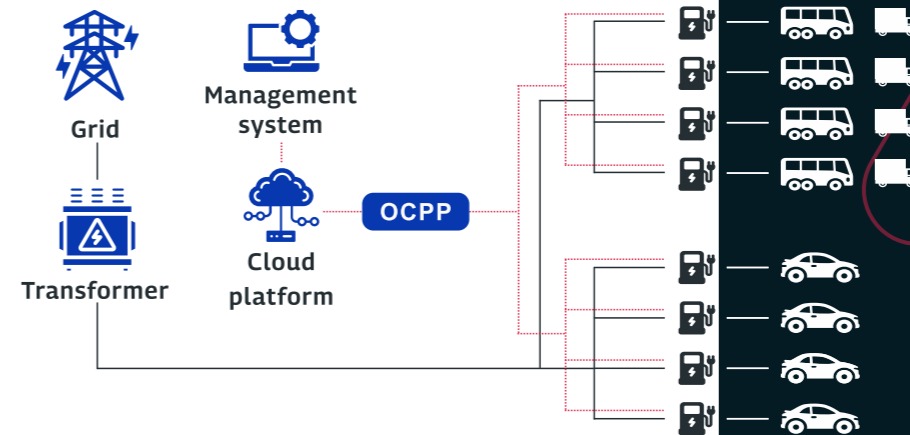 Grid
Management
system
OCPP
Transformer
Cloud
platform